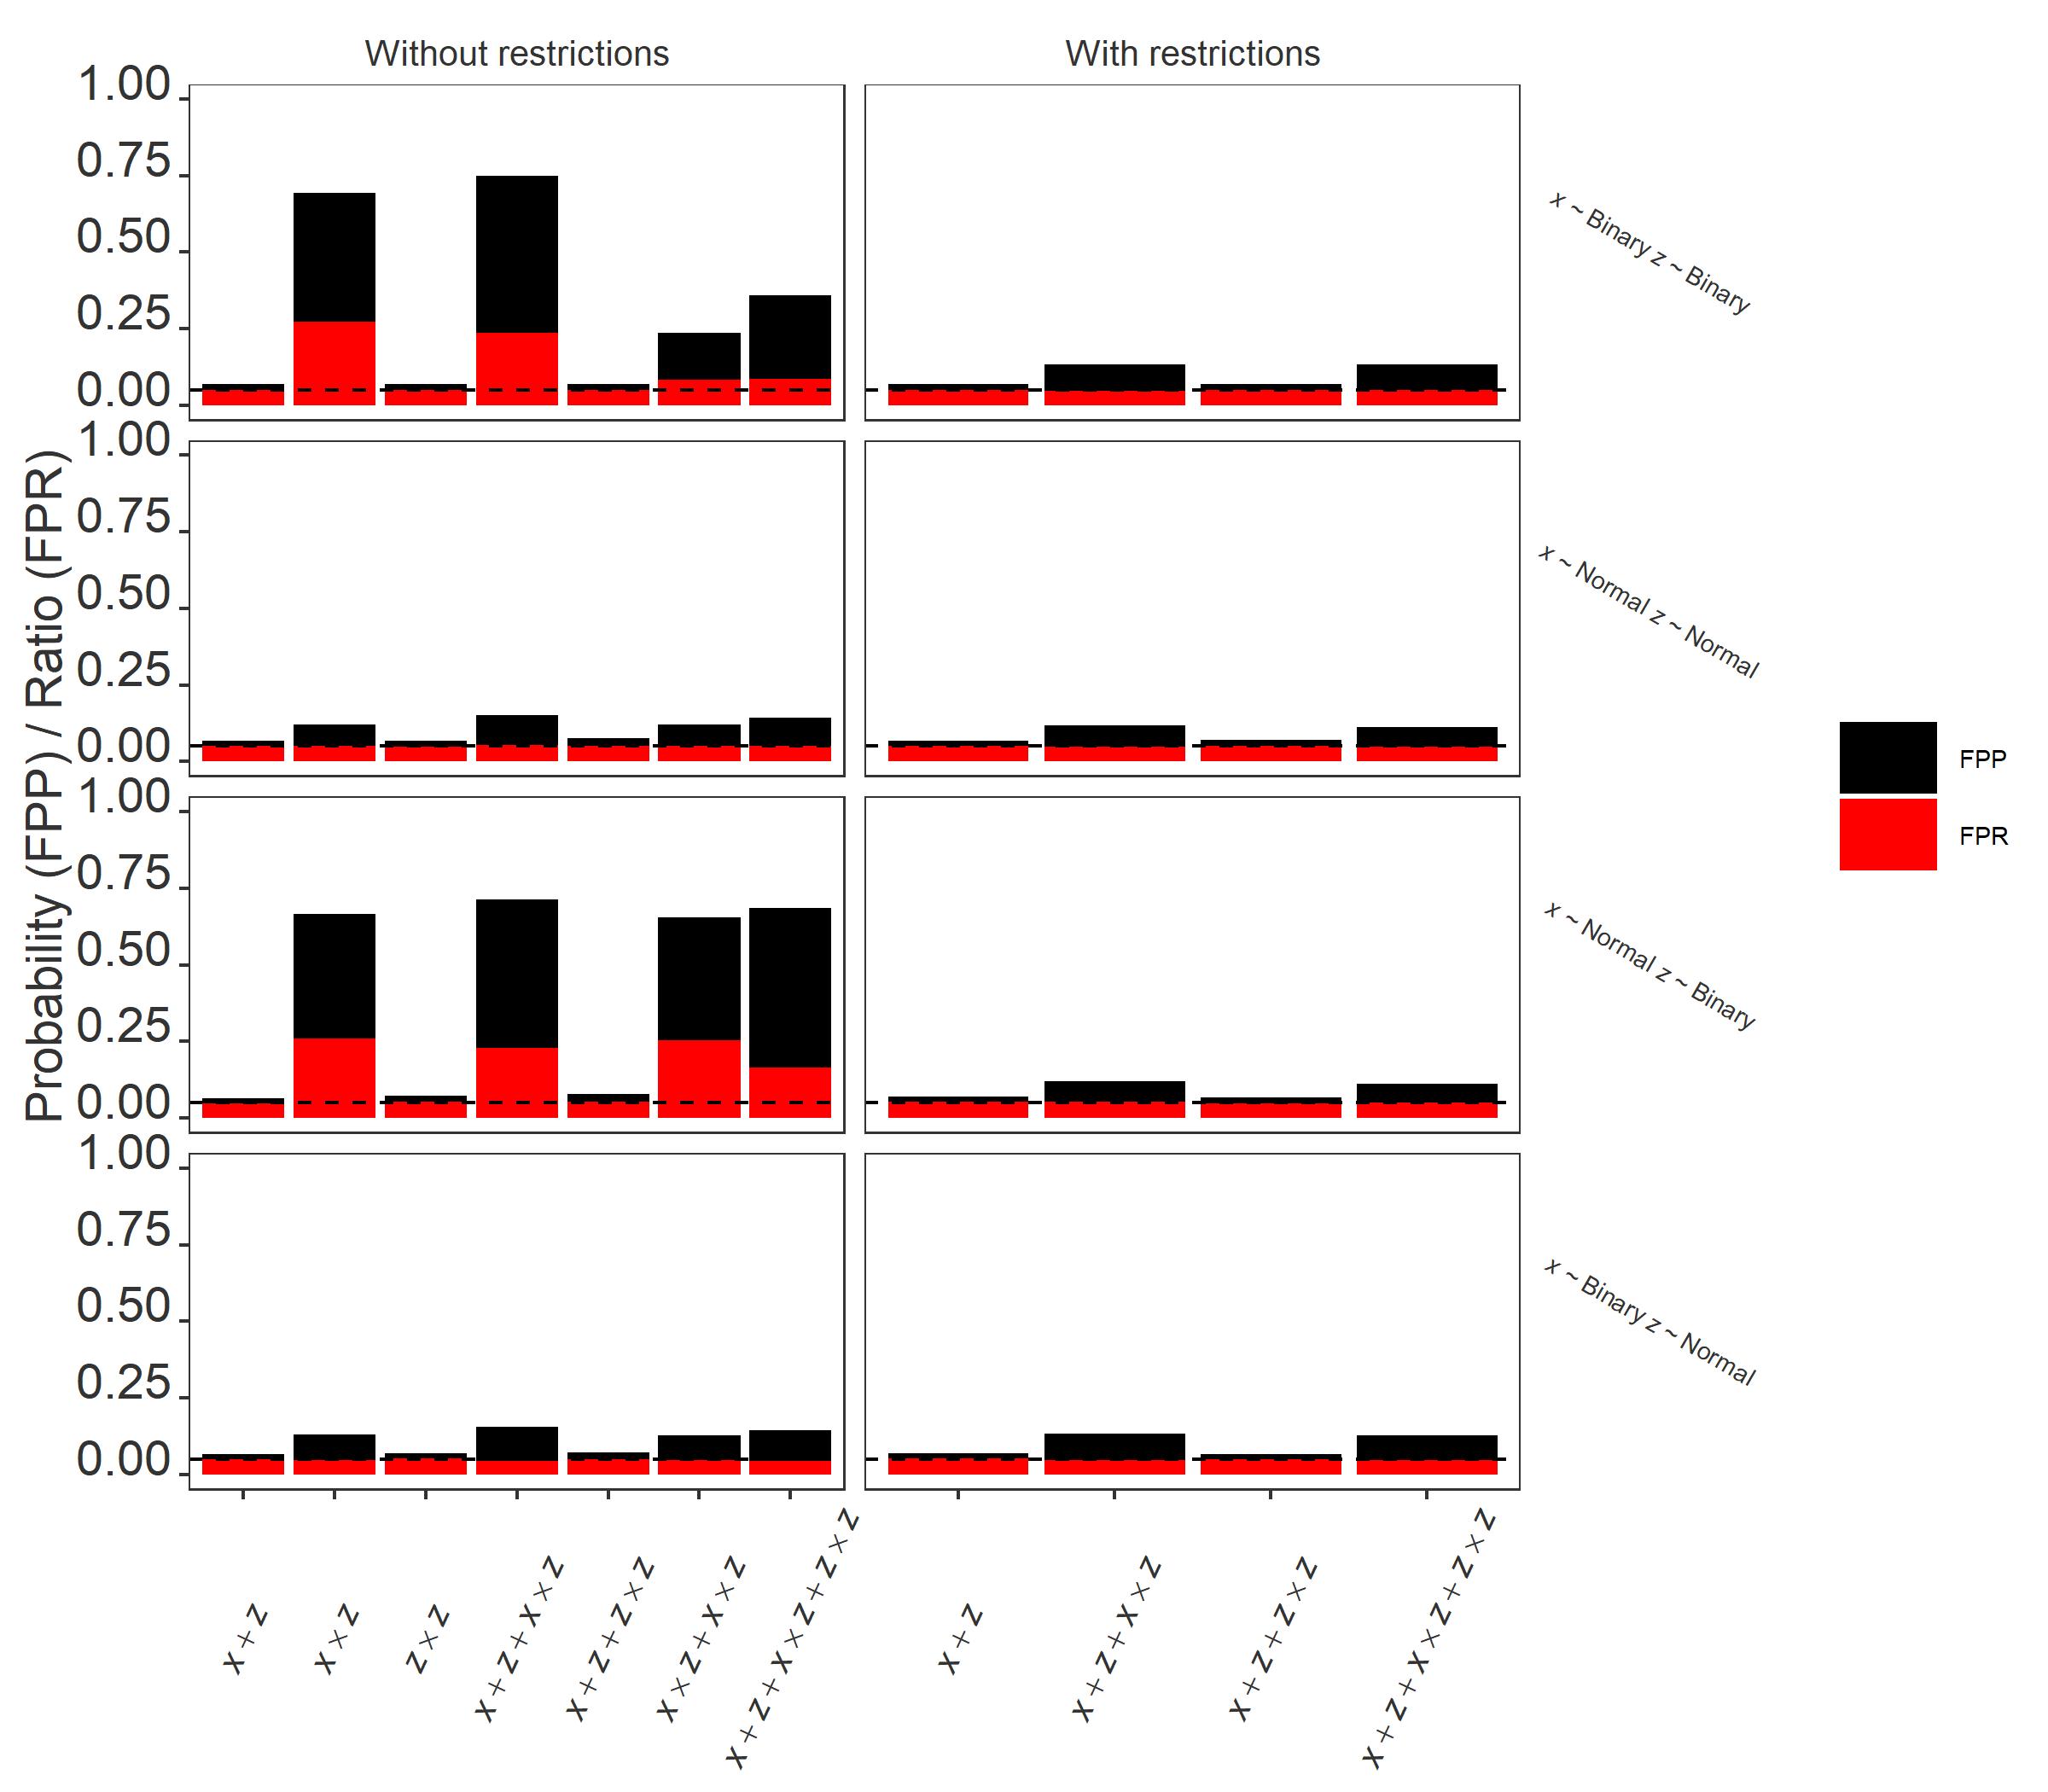 Without restrictions
With restrictions
Probability (FPP) / Ratio (FPR)
1.00
0.75
0.50
0.25
0.00
x ~ Binary z ~ Binary
1.00
0.75
0.50
0.25
0.00
x ~ Normal z ~ Normal
1.00
0.75
0.50
0.25
0.00
x ~ Normal z ~ Binary
1.00
0.75
0.50
0.25
0.00
x ~ Binary z ~ Normal
x + z
x × z
z × z
x + z + x × z
x + z + z × z
x × z + x × z
x + z + x × z + z × z
x + z
x + z + x × z
x + z + z × z
x + z + x × z + z × z
FPP
FPR